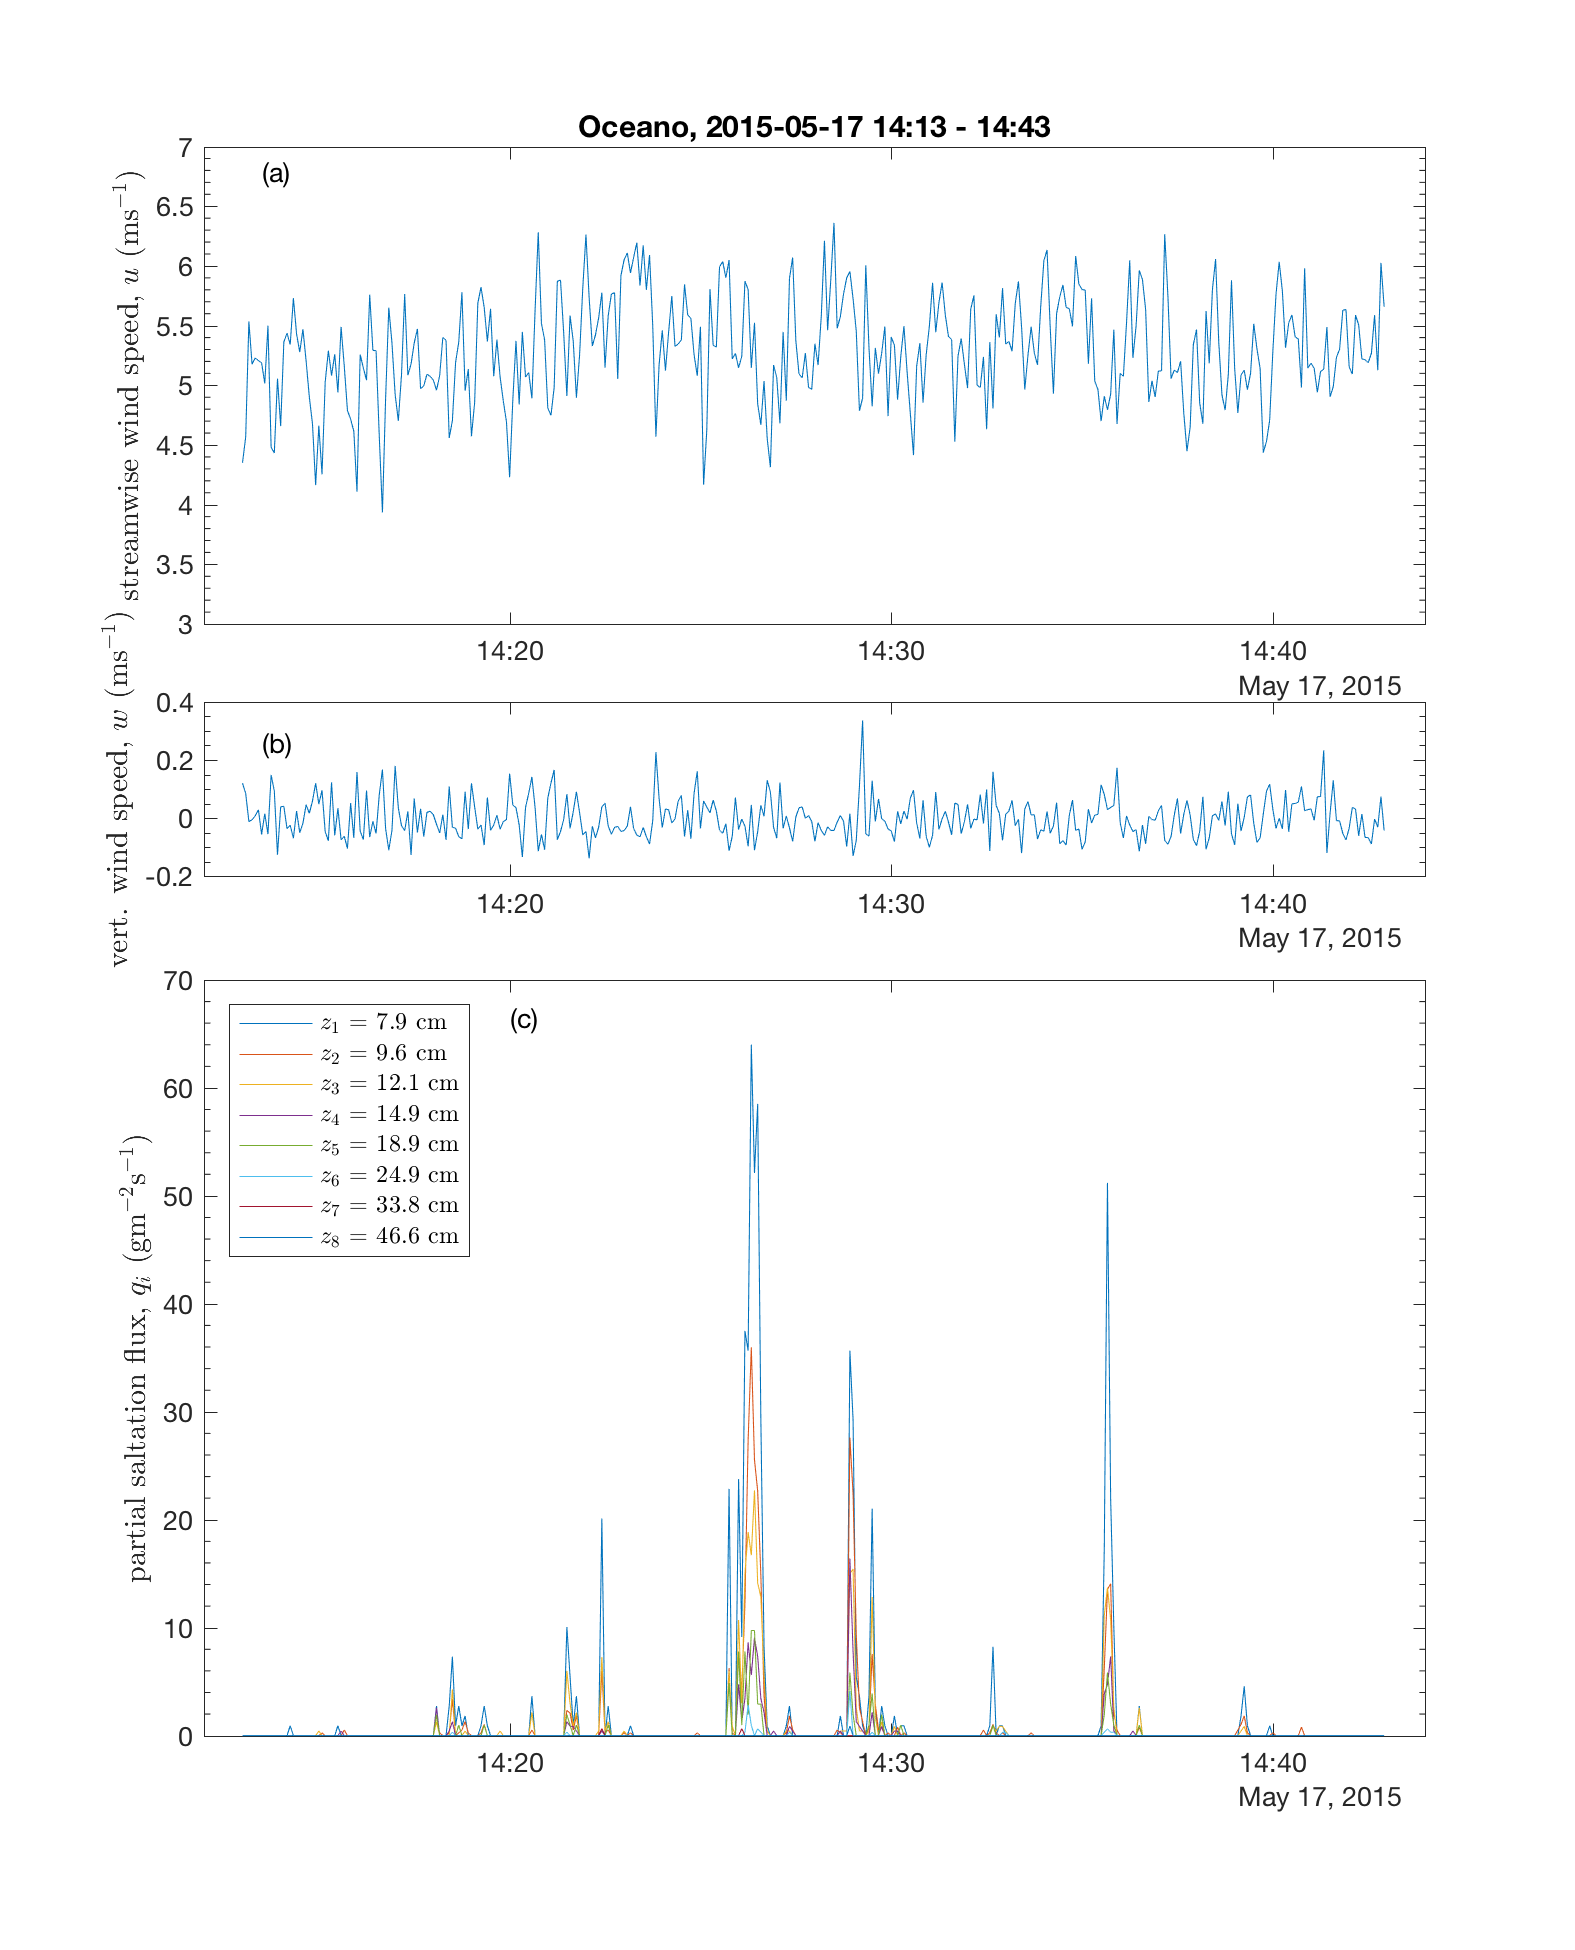 Oceano, 2015-05-17 14:13 - 14:43
(a)
streamwise wind speed, u (ms⁻¹)
7
6.5
6
5.5
5
4.5
4
3.5
3
14:20 14:30 14:40
May 17, 2015
(b)
vert. wind speed, w (ms⁻¹)
0.4
0.2
0
-0.2
14:20 14:30 14:40
May 17, 2015
(c)
partial saltation flux, qᵢ (gm⁻²s⁻¹)
70
60
50
40
30
20
10
0
z₁ = 7.9 cm
z₂ = 9.6 cm
z₃ = 12.1 cm
z₄ = 14.9 cm
z₅ = 18.9 cm
z₆ = 24.9 cm
z₇ = 33.8 cm
z₈ = 46.6 cm
14:20 14:30 14:40
May 17, 2015